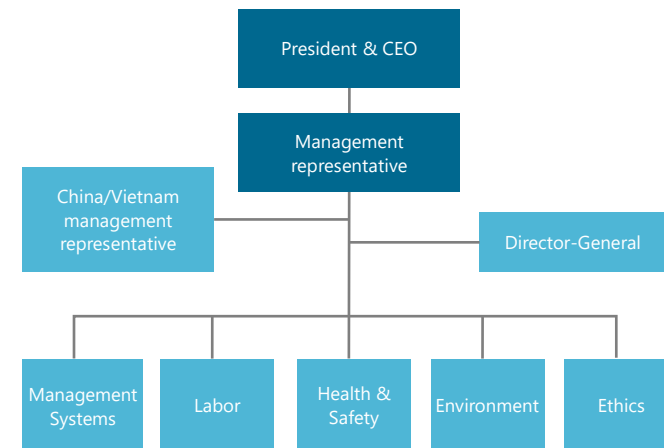 President & CEO
Management
representative
China/Vietnam
management
representative
Director-General
Management
Systems
Labor
Health &
Safety
Environment
Ethics